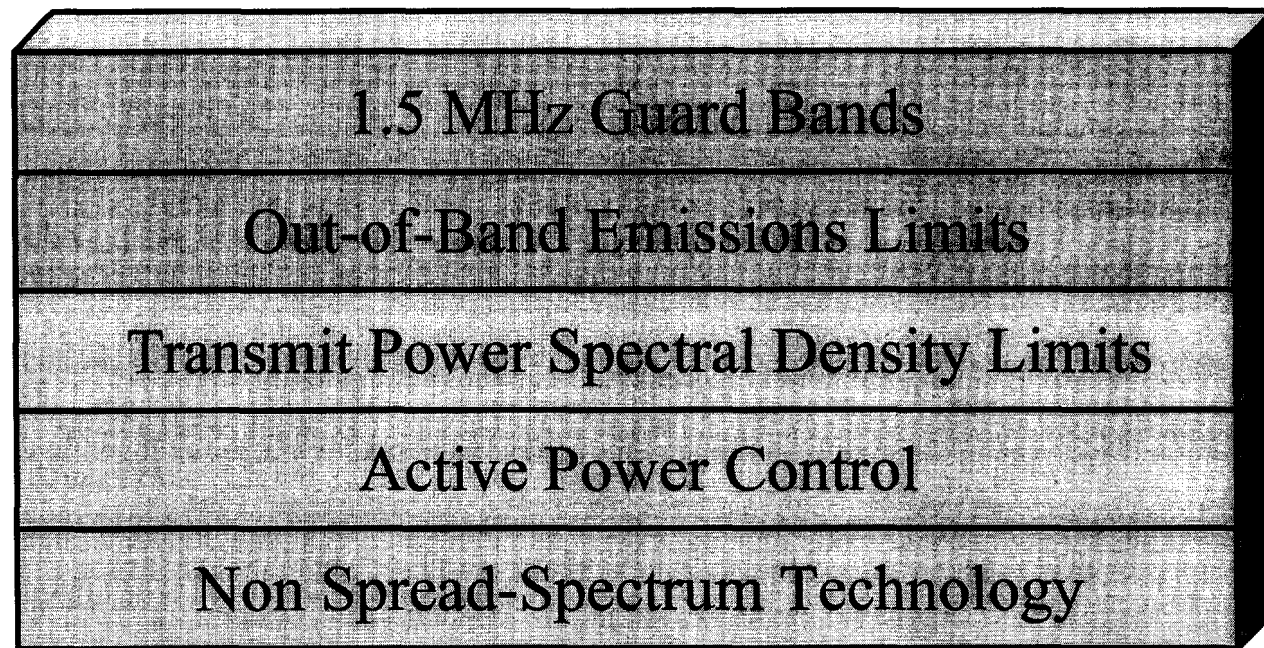 1.5 MHz Guard Bands
Out-of-Band Emissions Limits
Transmit Power Spectral Density Limits
Active Power Control
Non Spread-Spectrum Technology